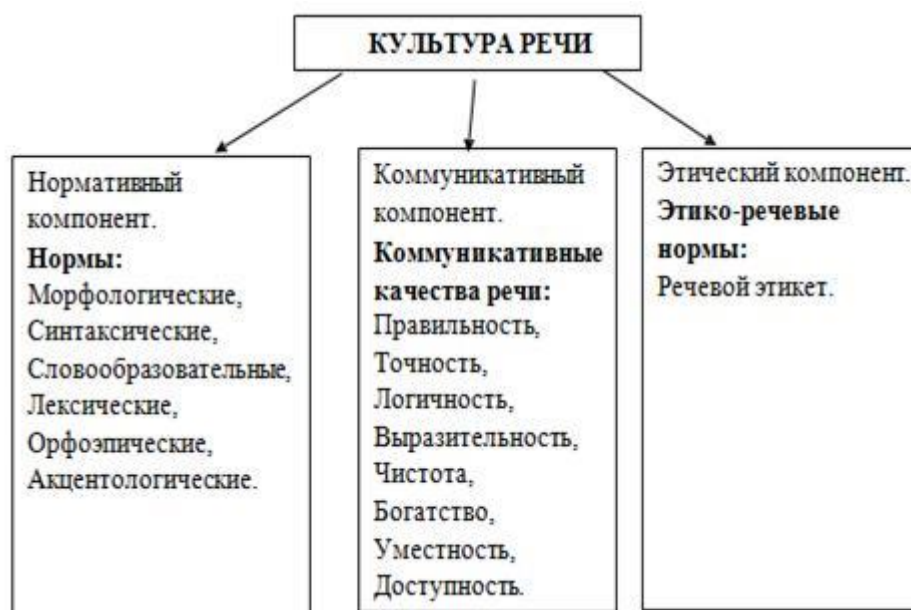 КУЛЬТУРА РЕЧИ
Нормативный
компонент.
Нормы:
Морфологические,
Синтаксические,
Словообразовательные,
Лексические,
Орфоэпические,
Акцентологические.
Коммуникативный
компонент.
Коммуникативные
качества речи:
Правильность,
Точность,
Логичность,
Выразительность,
Чистота,
Богатство,
Уместность,
Доступность.
Этический компонент.
Этико-речевые
нормы:
Речевой этикет.